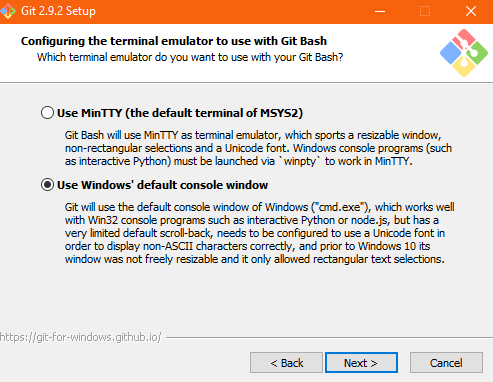 Git 2.9.2 Setup
Configuring the terminal emulator to use with Git Bash
Which terminal emulator do you want to use with your Git Bash?
Use MinTTY (the default terminal of MSYS2)
Git Bash will use MinTTY as terminal emulator, which sports a resizable window,
non-rectangular selections and a Unicode font. Windows console programs (such
as interactive Python) must be launched via `winpty` to work in MinTTY.
Use Windows' default console window
Git will use the default console window of Windows ("cmd.exe"), which works well
with Win32 console programs such as interactive Python or node.js, but has a
very limited default scroll-back, needs to be configured to use a Unicode font in
order to display non-ASCII characters correctly, and prior to Windows 10 its
window was not freely resizable and it only allowed rectangular text selections.
https://git-for-windows.github.io/
< Back
Next >
Cancel